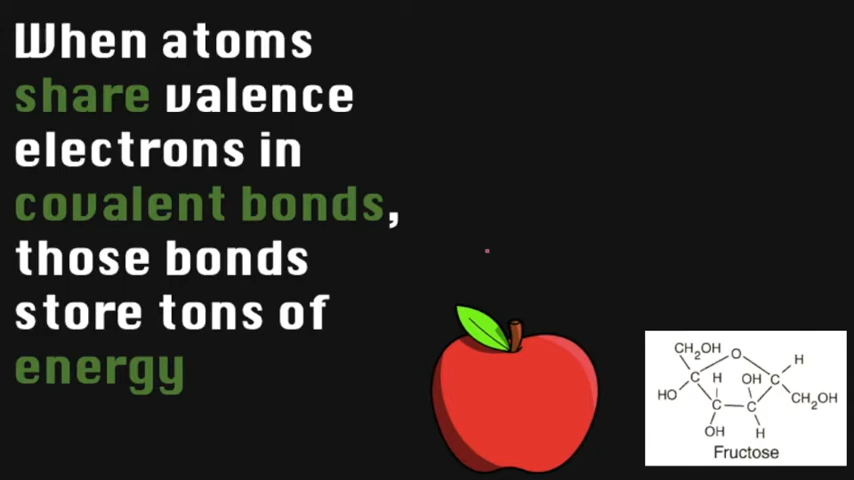 When atoms
share valence
electrons in
covalent bonds,
those bonds
store tons of
energy
CH₂OH
O
H
C
H
OH
C
HO
CH₂OH
C
C
OH
H
Fructose